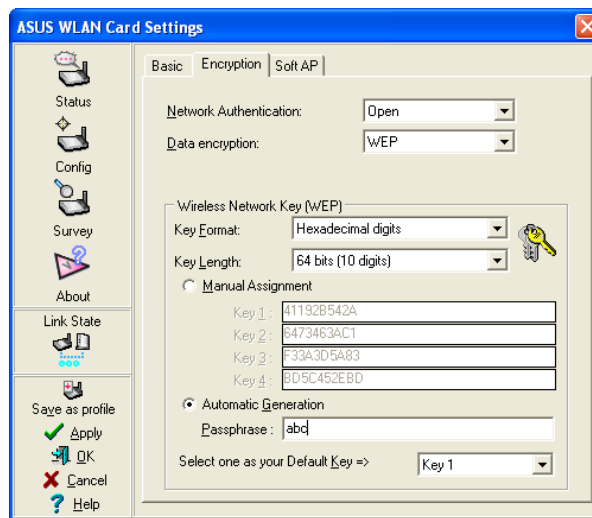 ASUS WLAN Card Settings
Status
Config
Survey
About
Link State
Save as profile
Apply
OK
Cancel
Help
Basic
Encryption
Soft AP
Network Authentication:
Open
Data encryption:
WEP
Wireless Network Key (WEP)
Key Format:
Hexadecimal digits
Key Length:
64 bits (10 digits)
Manual Assignment
Key 1 : 41192B542A
Key 2 : 6473463AC1
Key 3 : F33A3D5A83
Key 4 : BD5C452EBD
Automatic Generation
Passphrase : abc
Select one as your Default Key =>
Key 1